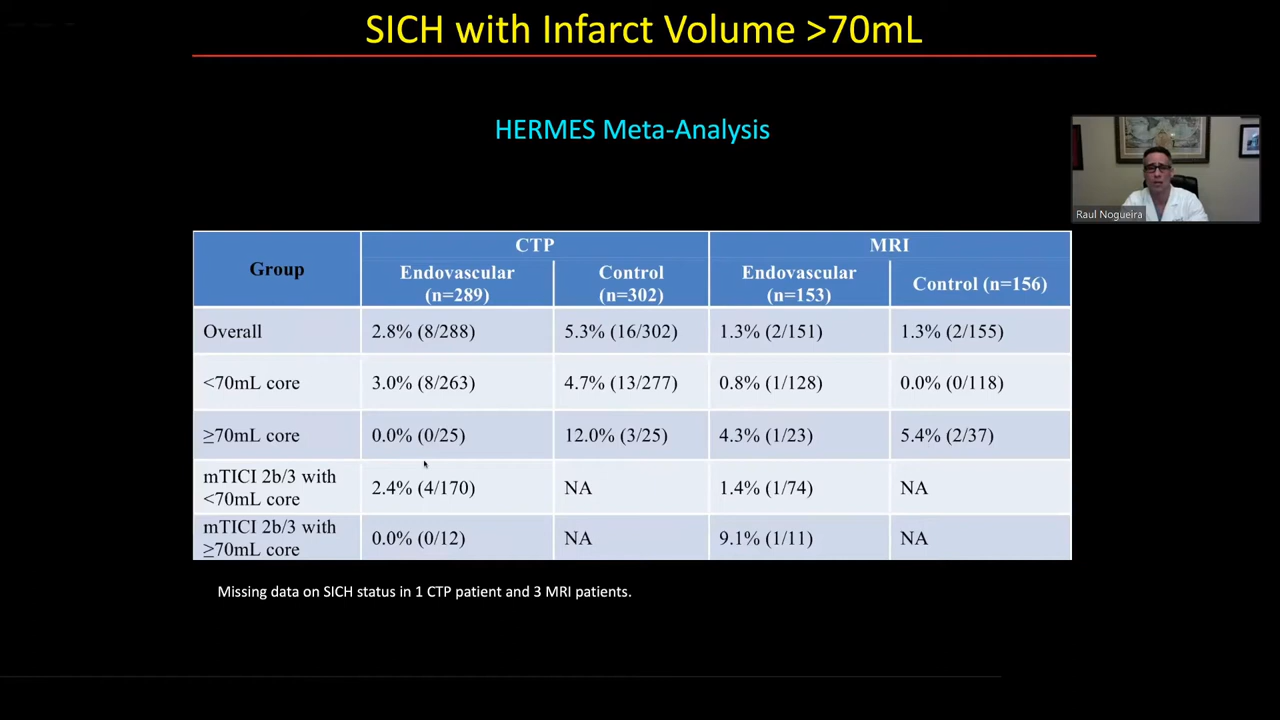 SICH with Infarct Volume >70mL
HERMES Meta-Analysis
Raul Nogueira
Group
CTP
MRI
Endovascular
(n=289)
Control
(n=302)
Endovascular
(n=153)
Control (n=156)
Overall
2.8% (8/288)
5.3% (16/302)
1.3% (2/151)
1.3% (2/155)
<70mL core
3.0% (8/263)
4.7% (13/277)
0.8% (1/128)
0.0% (0/118)
≥70mL core
0.0% (0/25)
12.0% (3/25)
4.3% (1/23)
5.4% (2/37)
mTICI 2b/3 with
<70mL core
2.4% (4/170)
NA
1.4% (1/74)
NA
mTICI 2b/3 with
≥70mL core
0.0% (0/12)
NA
9.1% (1/11)
NA
Missing data on SICH status in 1 CTP patient and 3 MRI patients.